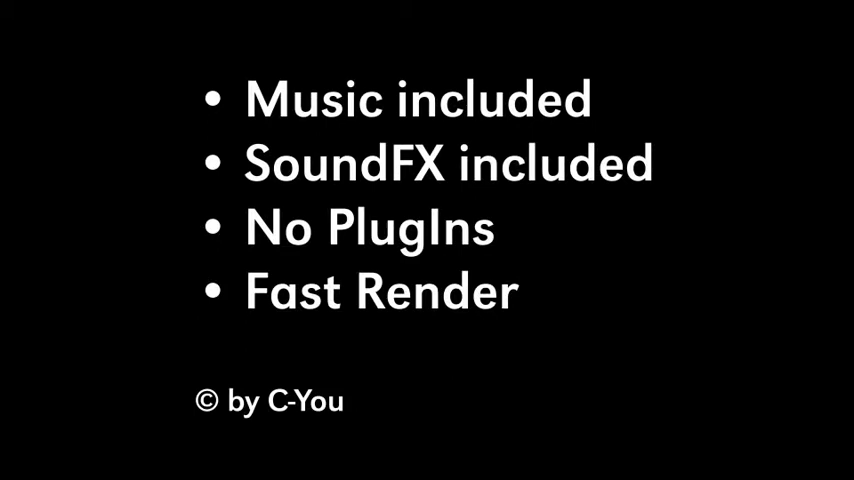 • Music included
• SoundFX included
• No PlugIns
• Fast Render
© by C-You